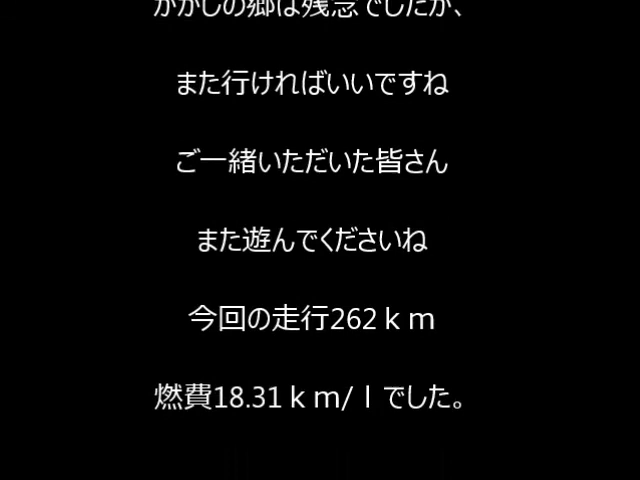 かかしの郷は残念でしたが、
また行ければいいですね
ご一緒いただいた皆さん
また遊んでくださいね
今回の走行262ｋｍ
燃費18.31ｋｍ/ｌでした。